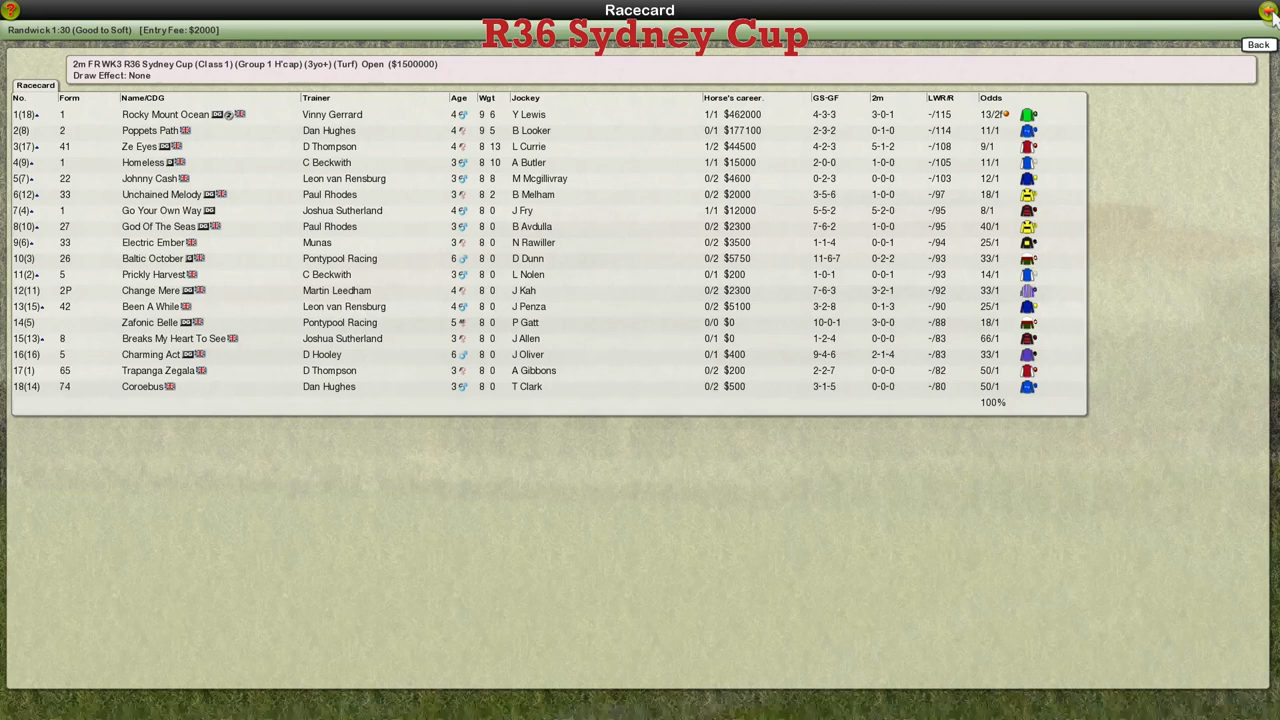 Racecard
Randwick 1:30 (Good to Soft) [Entry Fee: $2000]
R36 Sydney Cup
Back
2m FR WK3 R36 Sydney Cup (Class 1) (Group 1 H'cap) (3yo+) (Turf) Open ($1500000)
Draw Effect: None
Racecard
No. Form Name/CDG Trainer Age Wgt Jockey Horse's career. GS-GF 2m LWR/R Odds
1(18) 1 Rocky Mount Ocean Vinny Gerrard 4 9 6 Y Lewis 1/1 $462000 4-3-3 3-0-1 -/115 13/2f
2(8) 2 Poppets Path Dan Hughes 4 9 5 B Looker 0/1 $177100 2-3-2 0-1-0 -/114 11/1
3(17) 41 Ze Eyes D Thompson 4 8 13 L Currie 1/2 $44500 4-2-3 5-1-2 -/108 9/1
4(9) 1 Homeless C Beckwith 3 8 10 A Butler 1/1 $15000 2-0-0 1-0-0 -/105 11/1
5(7) 22 Johnny Cash Leon van Rensburg 3 8 8 M Mcgillivray 0/2 $4600 0-2-3 0-0-0 -/103 12/1
6(12) 33 Unchained Melody Paul Rhodes 3 8 2 B Melham 0/2 $2000 3-5-6 1-0-0 -/97 18/1
7(4) 1 Go Your Own Way Joshua Sutherland 4 8 0 J Fry 1/1 $12000 5-5-2 5-2-0 -/95 8/1
8(10) 27 God Of The Seas Paul Rhodes 3 8 0 B Avdulla 0/2 $2300 7-6-2 1-0-0 -/95 40/1
9(6) 33 Electric Ember Munas 3 8 0 N Rawiller 0/2 $3500 1-1-4 0-0-1 -/94 25/1
10(3) 26 Baltic October Pontypool Racing 6 8 0 D Dunn 0/2 $5750 11-6-7 0-2-2 -/93 33/1
11(2) 5 Prickly Harvest C Beckwith 3 8 0 L Nolen 0/1 $200 1-0-1 0-0-1 -/93 14/1
12(11) 2P Change Mere Martin Leedham 4 8 0 J Kah 0/2 $2300 7-6-3 3-2-1 -/92 33/1
13(15) 42 Been A While Leon van Rensburg 4 8 0 J Penza 0/2 $5100 3-2-8 0-1-3 -/90 25/1
14(5) Zafonic Belle Pontypool Racing 5 8 0 P Gatt 0/0 $0 10-0-1 3-0-0 -/88 18/1
15(13) 8 Breaks My Heart To See Joshua Sutherland 3 8 0 J Allen 0/1 $0 1-2-4 0-0-0 -/83 66/1
16(16) 5 Charming Act D Hooley 6 8 0 J Oliver 0/1 $400 9-4-6 2-1-4 -/83 33/1
17(1) 65 Trapanga Zegala D Thompson 3 8 0 A Gibbons 0/2 $200 2-2-7 0-0-0 -/82 50/1
18(14) 74 Coroebus Dan Hughes 3 8 0 T Clark 0/2 $500 3-1-5 0-0-0 -/80 50/1
100%